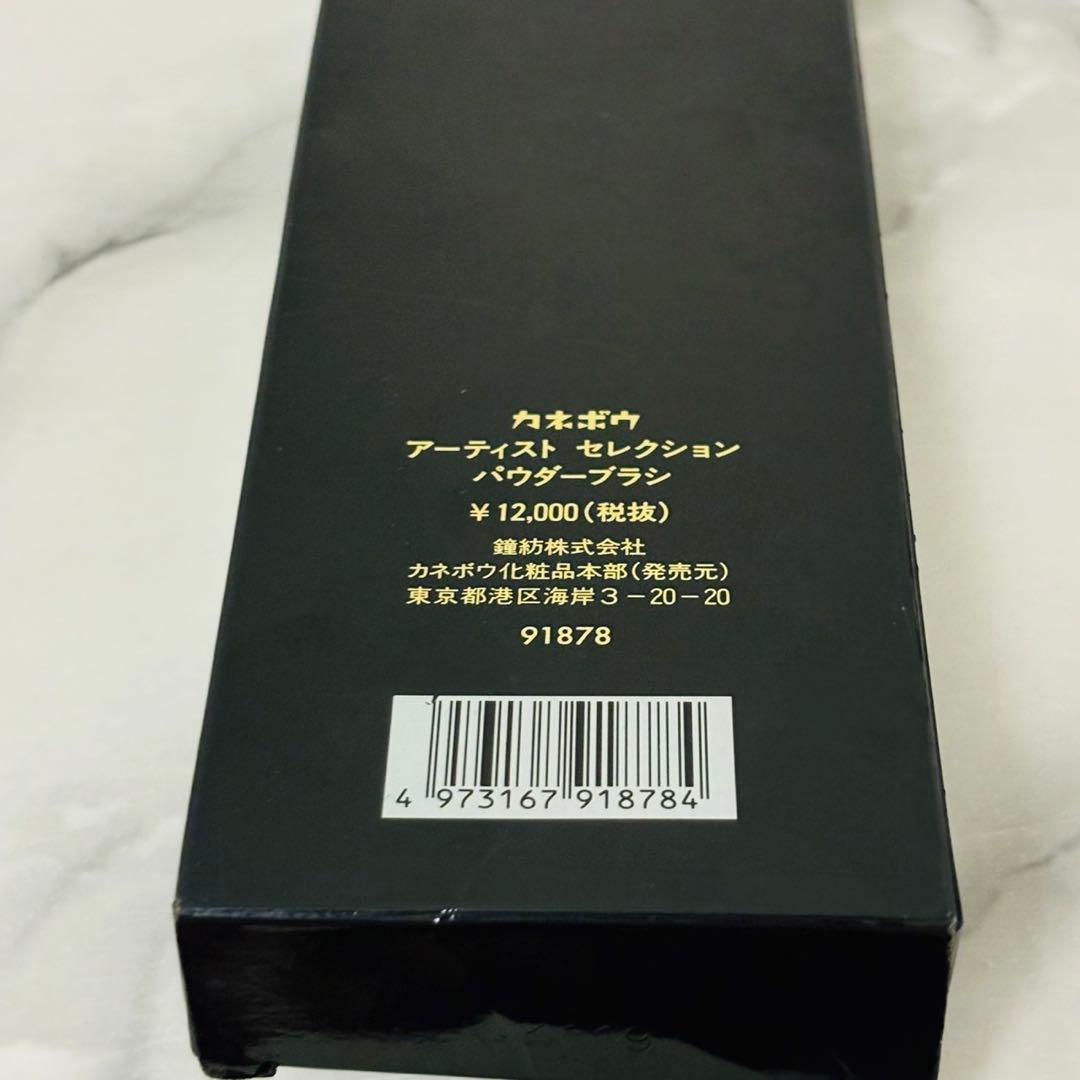 カネボウ
アーティスト セレクション
パウダーブラシ
¥12,000(税抜)
鐘紡株式会社
カネボウ化粧品本部(発売元)
東京都港区海岸3-20-20
91878
4 973167 918784